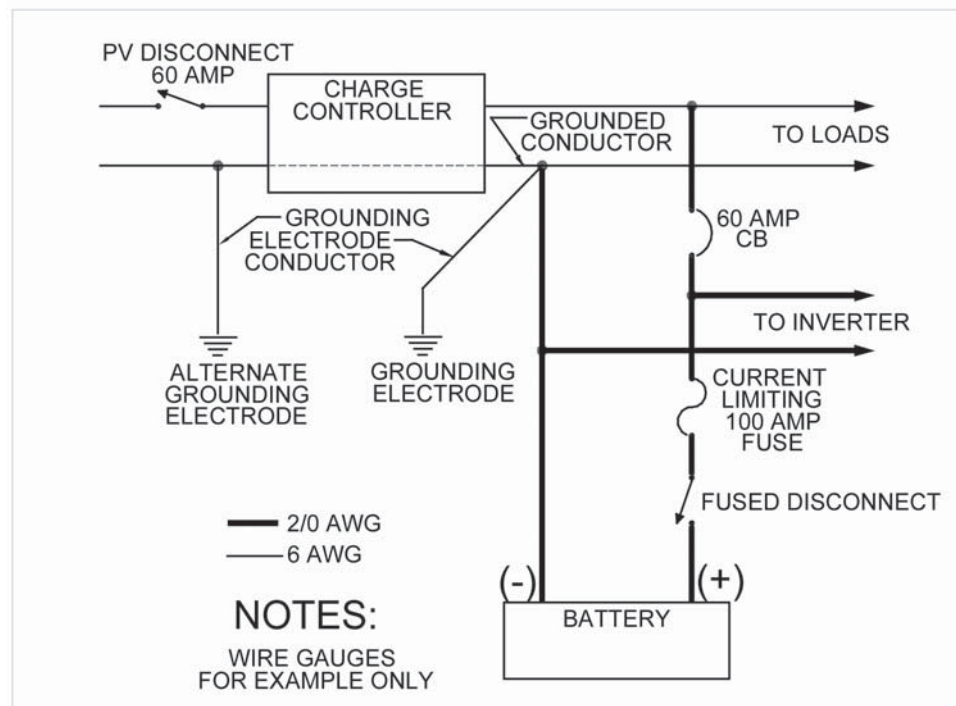 PV DISCONNECT
60 AMP
CHARGE
CONTROLLER
GROUNDED
CONDUCTOR
TO LOADS
GROUNDING
ELECTRODE
CONDUCTOR
60 AMP
CB
TO INVERTER
ALTERNATE
GROUNDING
ELECTRODE
GROUNDING
ELECTRODE
CURRENT
LIMITING
100 AMP
FUSE
FUSED DISCONNECT
2/0 AWG
6 AWG
(-)
(+)
BATTERY
NOTES:
WIRE GAUGES
FOR EXAMPLE ONLY